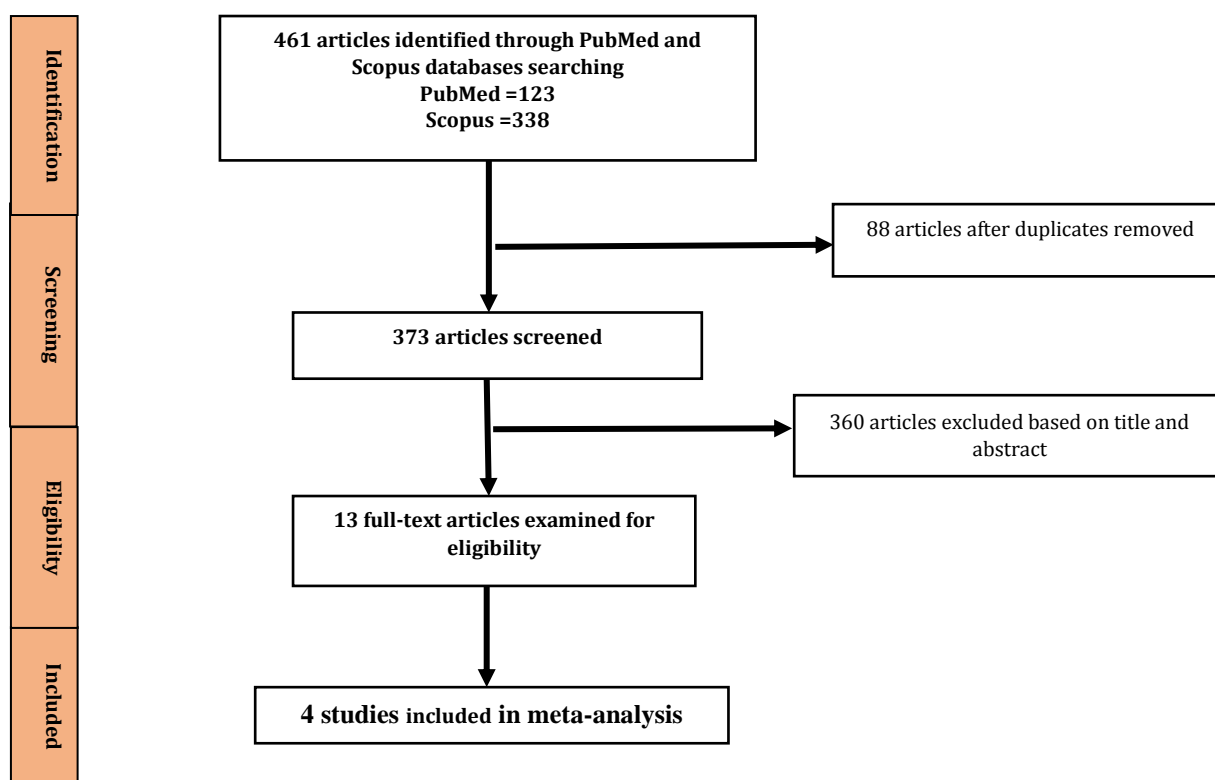 Identification
461 articles identified through PubMed and
Scopus databases searching
PubMed =123
Scopus =338
88 articles after duplicates removed
Screening
373 articles screened
360 articles excluded based on title and
abstract
Eligibility
13 full-text articles examined for
eligibility
Included
4 studies included in meta-analysis